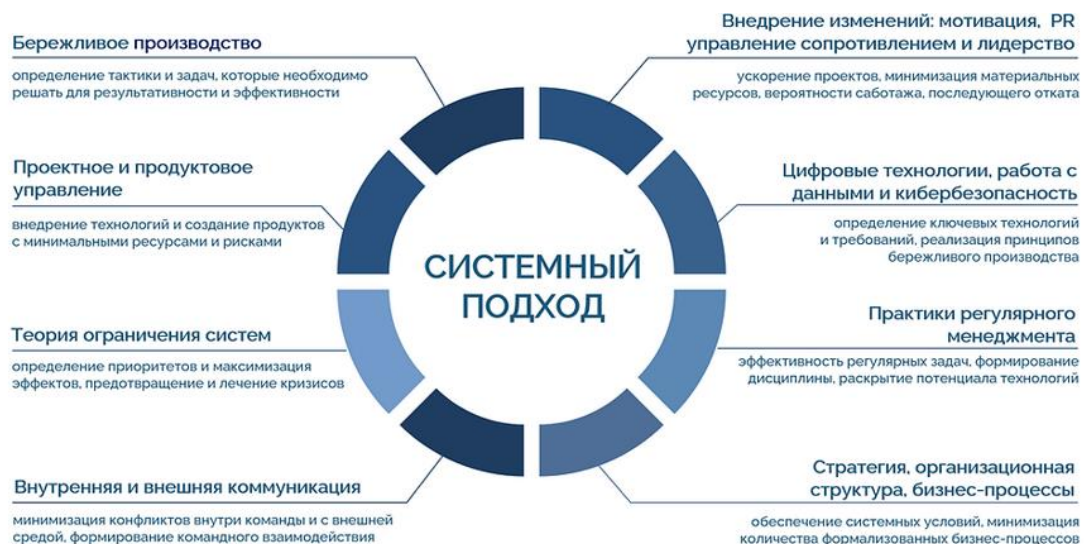 Бережливое производство
определение тактики и задач, которые необходимо
решать для результативности и эффективности
Проектное и продуктовое
управление
внедрение технологий и создание продуктов
с минимальными ресурсами и рисками
Теория ограничения систем
определение приоритетов и максимизация
эффектов, предотвращение и лечение кризисов
Внутренняя и внешняя коммуникация
минимизация конфликтов внутри команды и с внешней
средой, формирование командного взаимодействия
СИСТЕМНЫЙ
ПОДХОД
Внедрение изменений: мотивация, PR
управление сопротивлением и лидерство
ускорение проектов, минимизация материальных
ресурсов, вероятности саботажа, последующего отката
Цифровые технологии, работа с
данными и кибербезопасность
определение ключевых технологий
и требований, реализация принципов
бережливого производства
Практики регулярного
менеджмента
эффективность регулярных задач, формирование
дисциплины, раскрытие потенциала технологий
Стратегия, организационная
структура, бизнес-процессы
обеспечение системных условий, минимизация
количества формализованных бизнес-процессов